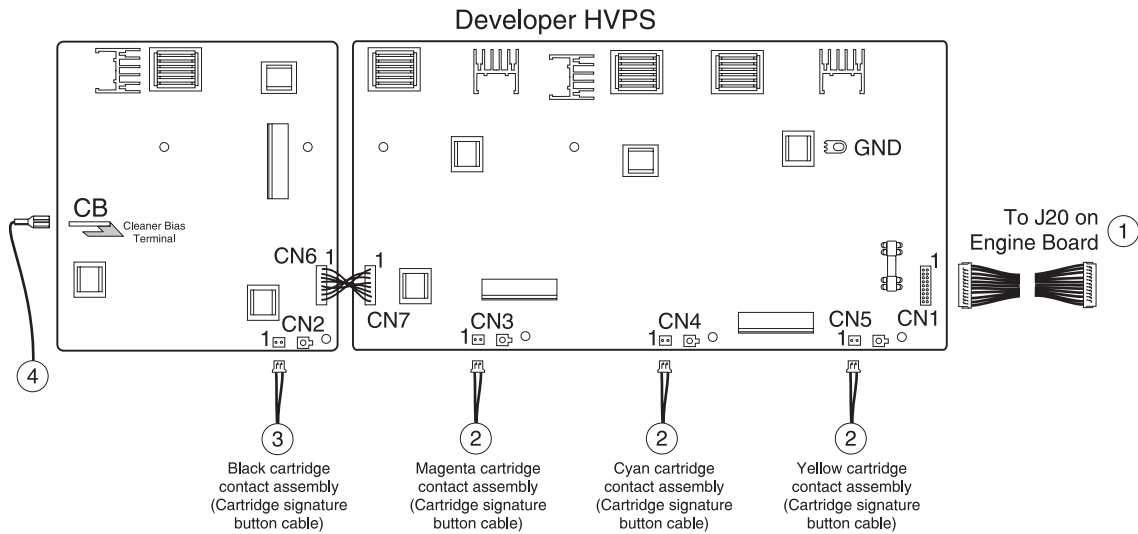 Developer HVPS
GND
CB
Cleaner Bias
Terminal
To J20 on
Engine Board
1
CN6
1
1
1
CN7
CN2
1
CN3
1
CN4
1
CN5
1
CN1
4
3
2
2
2
Black cartridge
contact assembly
(Cartridge signature
button cable)
Magenta cartridge
contact assembly
(Cartridge signature
button cable)
Cyan cartridge
contact assembly
(Cartridge signature
button cable)
Yellow cartridge
contact assembly
(Cartridge signature
button cable)